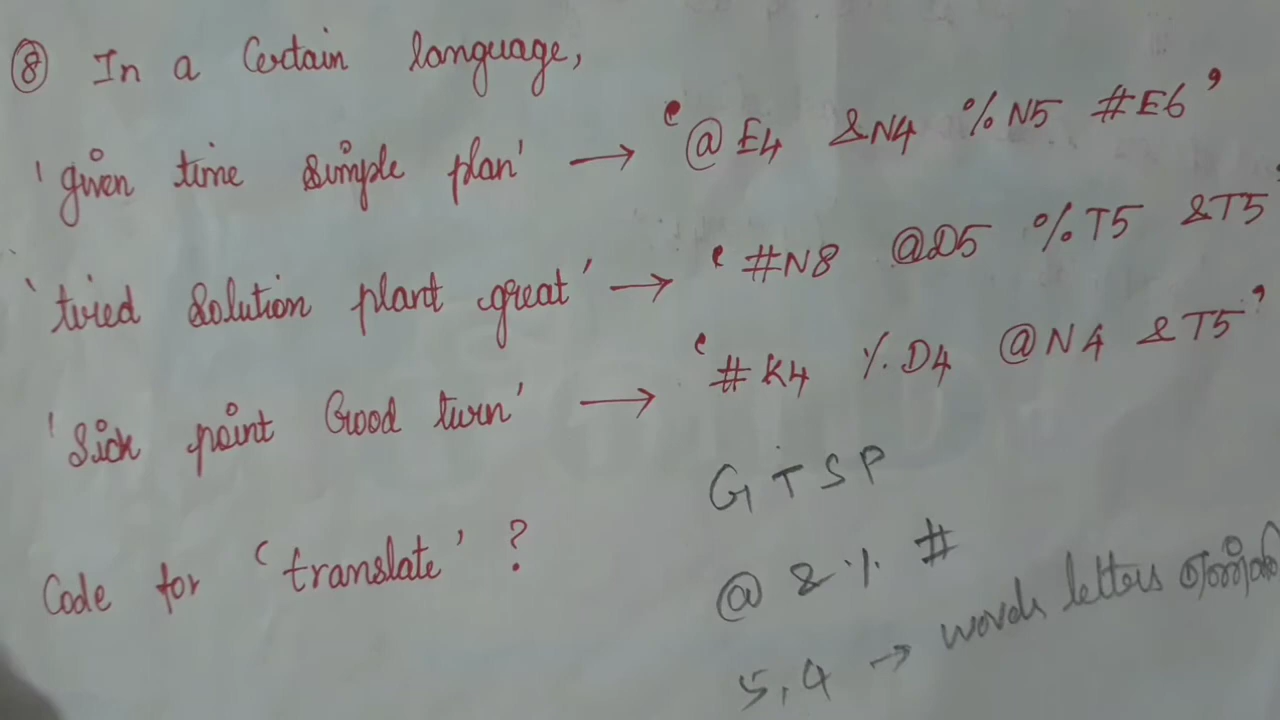 ⑧ In a Certain language,
'given time simple plan' → '@E4 &N4 %N5 #E6'
'tired solution plant great' → '#N8 @D5 %T5 &T5'
'Sick point Good turn' → '#K4 %D4 @N4 &T5'
G T S P
Code for 'translate' ?
@ & % #
5, 4 → words letters